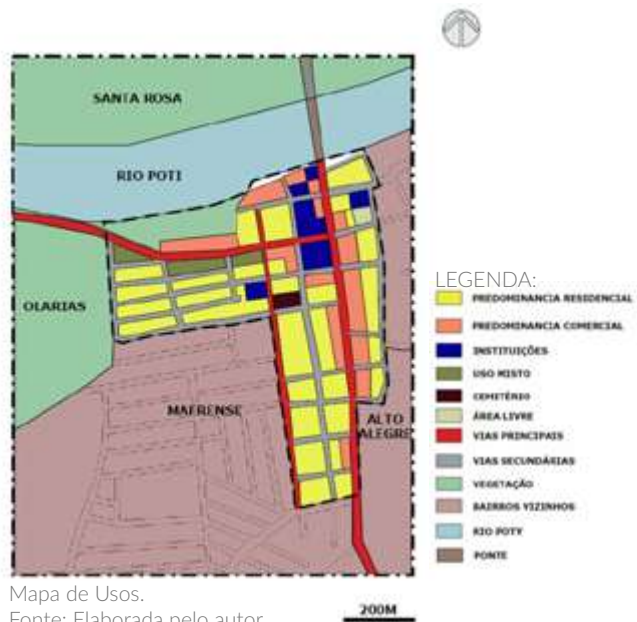 SANTA ROSA
RIO POTI
OLARIAS
MAFRENSE
ALTO
ALEGRE
LEGENDA:
PREDOMINANCIA RESIDENCIAL
PREDOMINANCIA COMERCIAL
INSTITUIÇÕES
USO MISTO
CEMITÉRIO
ÁREA LIVRE
VIAS PRINCIPAIS
VIAS SECUNDÁRIAS
VEGETAÇÃO
BAIRROS VIZINHOS
RIO POTY
PONTE
Mapa de Usos.
Fonte: Elaborada pelo autor
200M